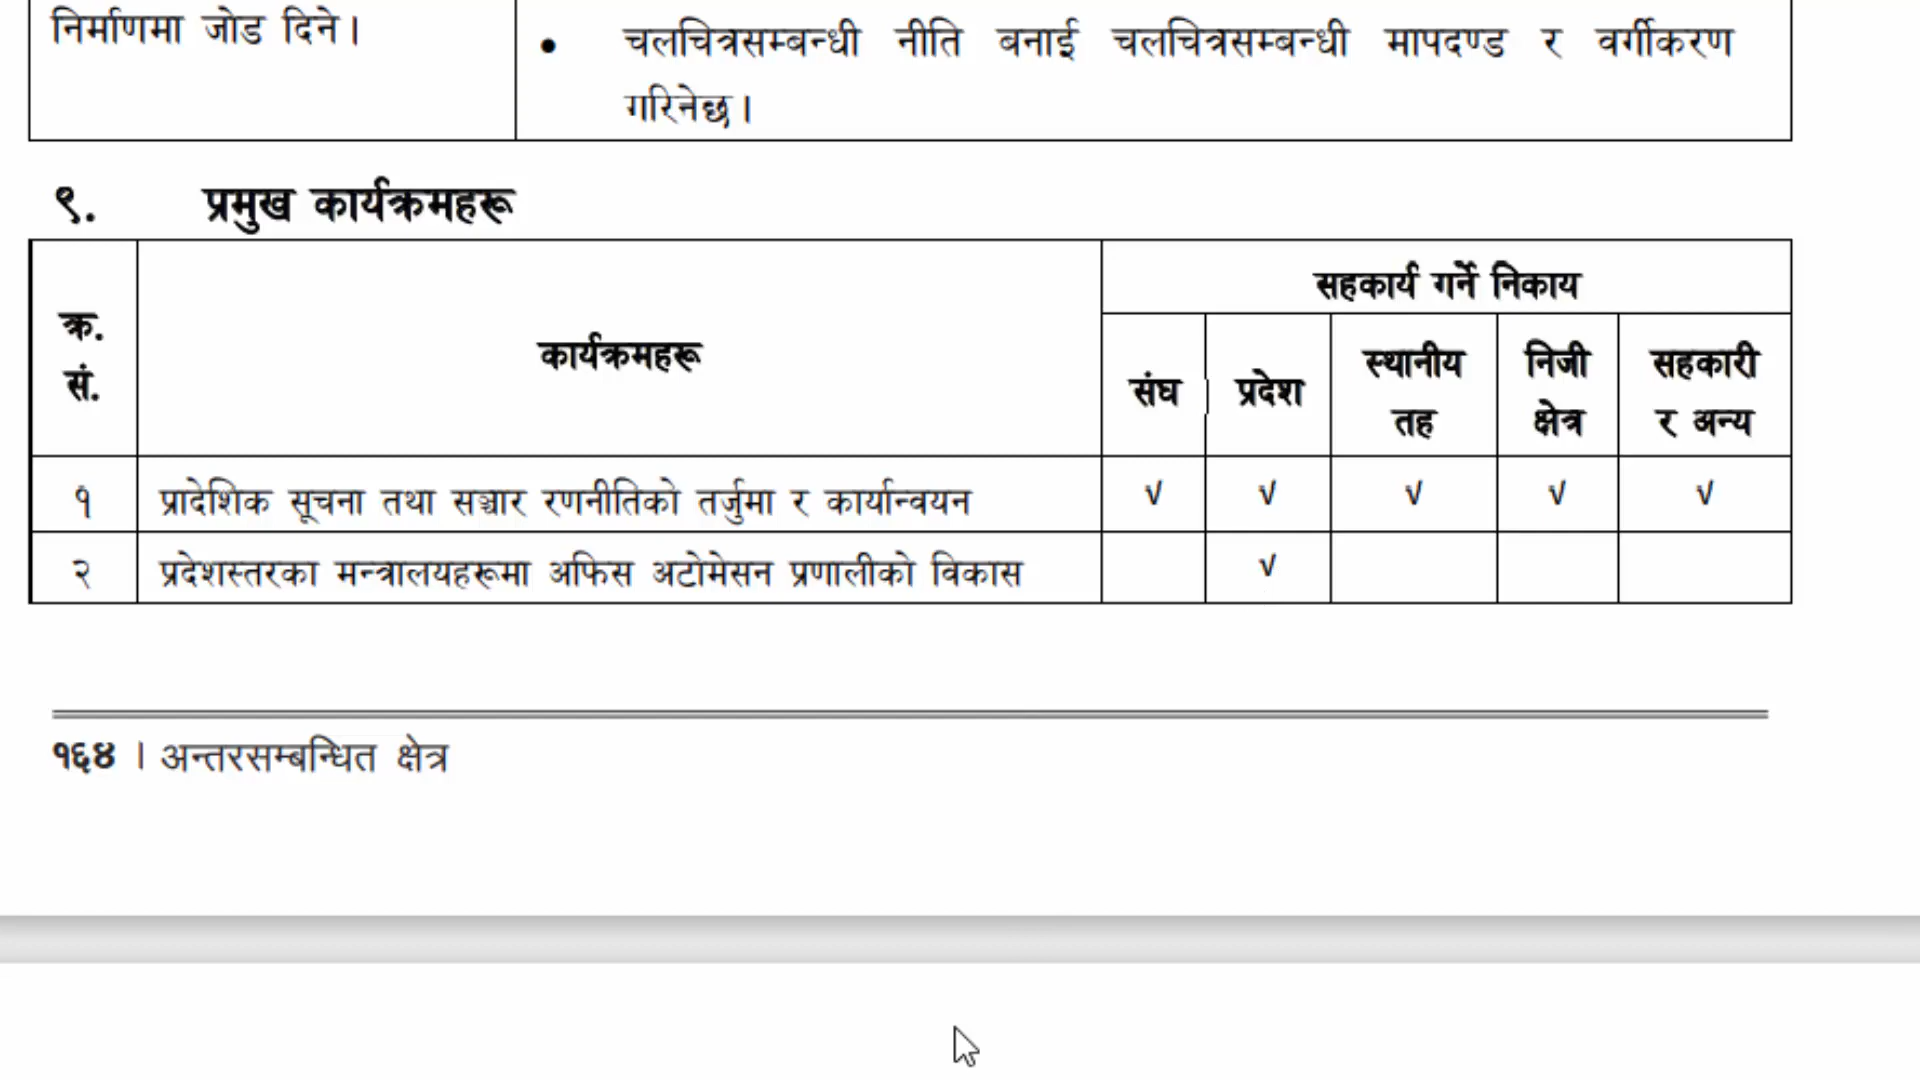 निर्माणमा जोड दिने।
• चलचित्रसम्बन्धी नीति बनाई चलचित्रसम्बन्धी मापदण्ड र वर्गीकरण
गरिनेछ।
९. प्रमुख कार्यक्रमहरू
क्र.
सं.
कार्यक्रमहरू
सहकार्य गर्ने निकाय
संघ
प्रदेश
स्थानीय
तह
निजी
क्षेत्र
सहकारी
र अन्य
१ प्रादेशिक सूचना तथा सञ्चार रणनीतिको तर्जुमा र कार्यान्वयन √ √ √ √ √
२ प्रदेशस्तरका मन्त्रालयहरूमा अफिस अटोमेसन प्रणालीको विकास √
१६४ । अन्तरसम्बन्धित क्षेत्र